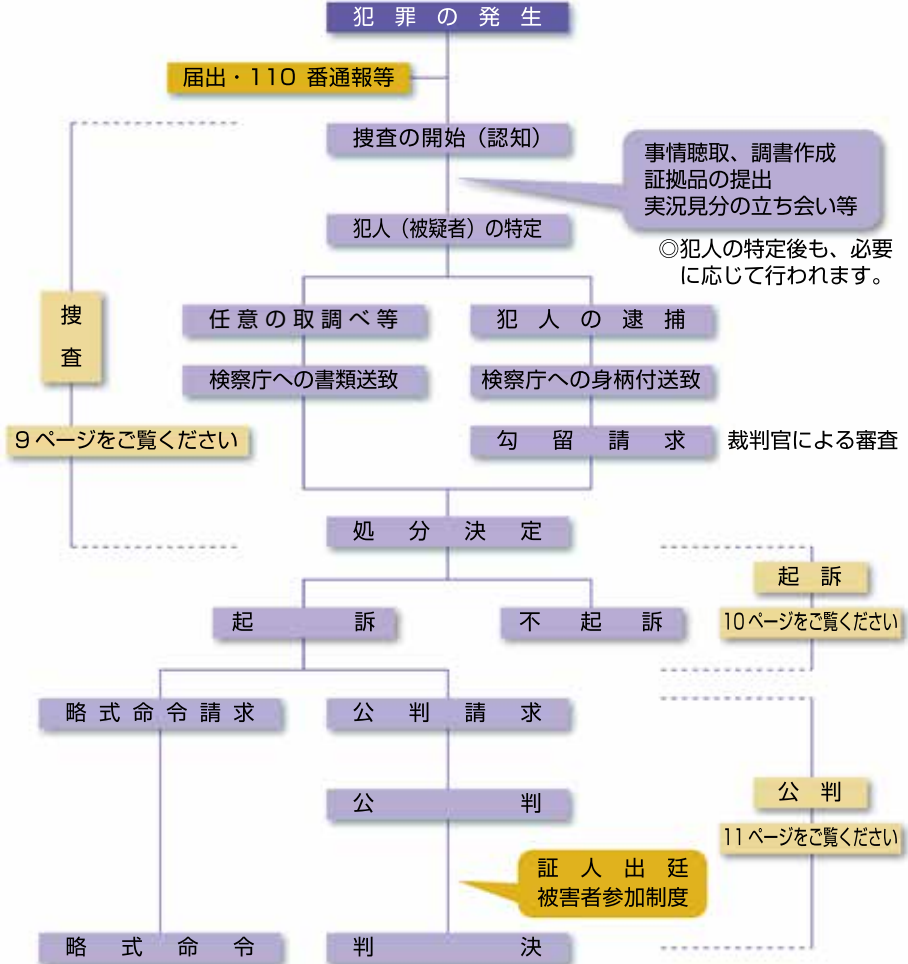 犯罪の発生
届出・110 番通報等
捜査の開始（認知）
事情聴取、調書作成
証拠品の提出
実況見分の立ち会い等
犯人（被疑者）の特定
◎犯人の特定後も、必要
に応じて行われます。
捜
査
9 ページをご覧ください
任意の取調べ等
犯人の逮捕
検察庁への書類送致
検察庁への身柄付送致
勾留請求
裁判官による審査
処分決定
起訴
10 ページをご覧ください
起訴
不起訴
略式命令請求
公判請求
公判
公判
11 ページをご覧ください
証人出廷
被害者参加制度
略式命令
判決